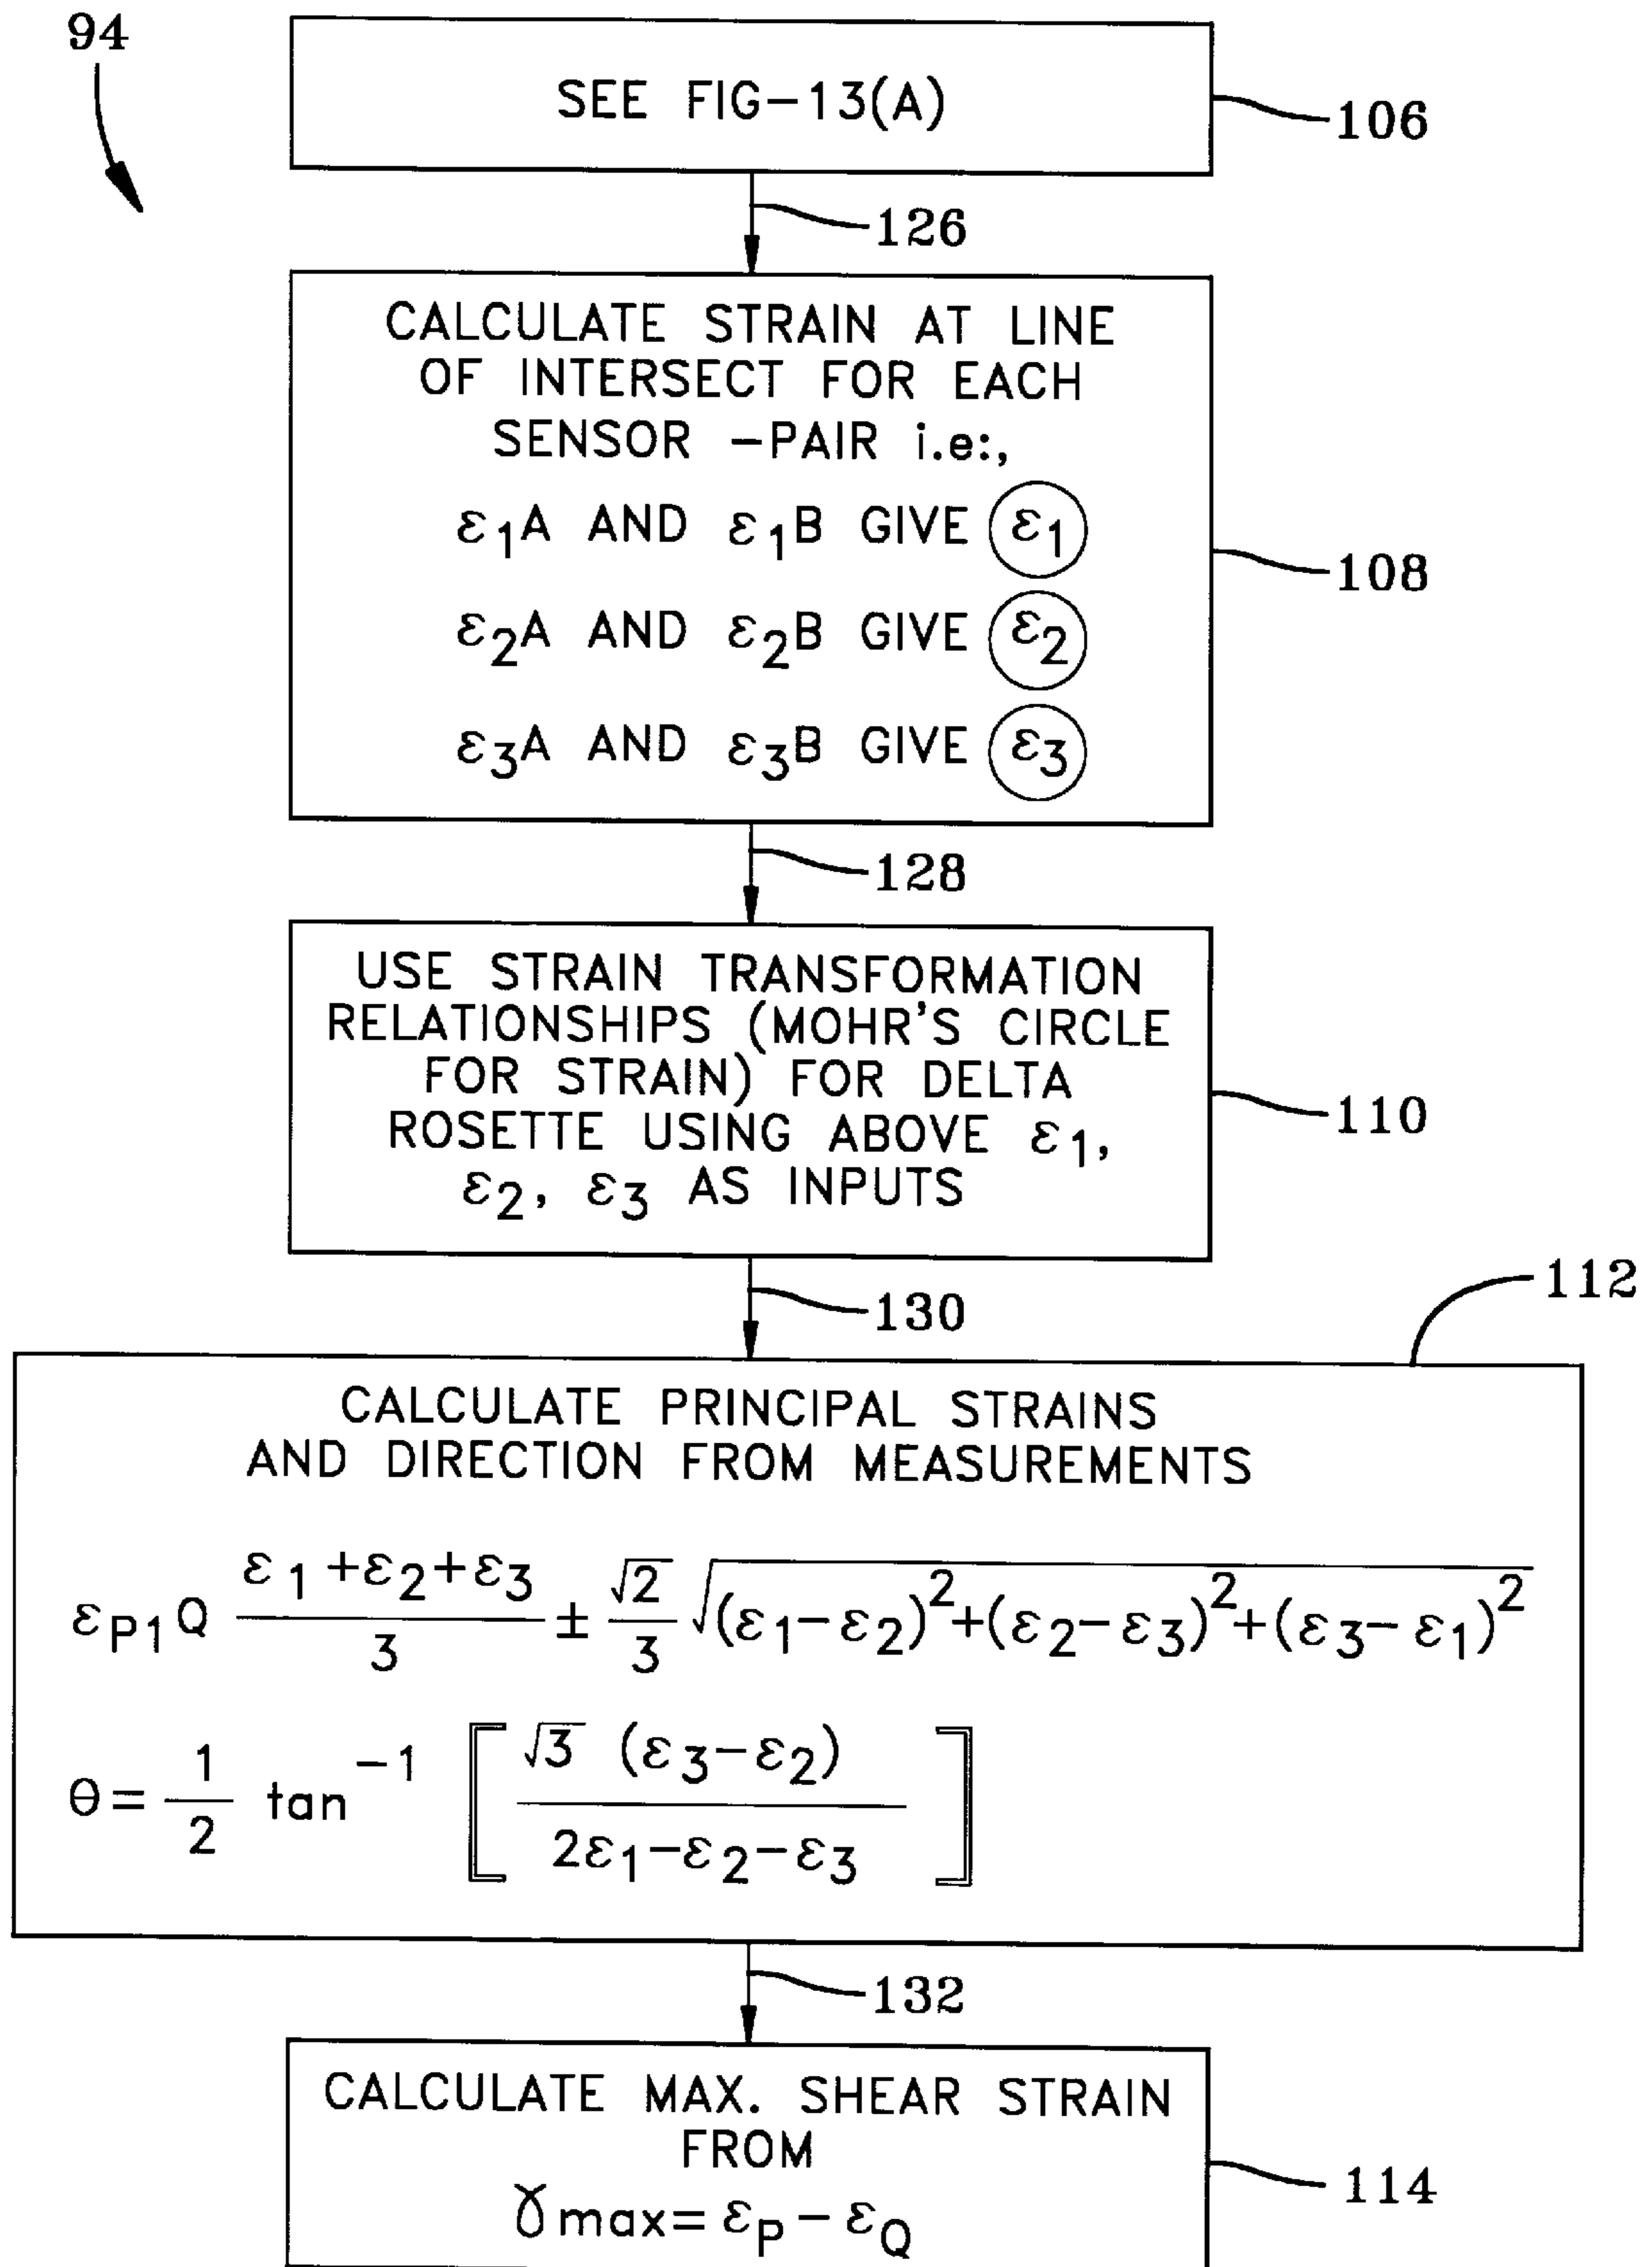 94
SEE FIG-13(A)
106
126
CALCULATE STRAIN AT LINE
OF INTERSECT FOR EACH
SENSOR -PAIR i.e:,
ε1A AND ε1B GIVE ε1
ε2A AND ε2B GIVE ε2
ε3A AND ε3B GIVE ε3
108
128
USE STRAIN TRANSFORMATION
RELATIONSHIPS (MOHR'S CIRCLE
FOR STRAIN) FOR DELTA
ROSETTE USING ABOVE ε1,
ε2, ε3 AS INPUTS
110
130
112
CALCULATE PRINCIPAL STRAINS
AND DIRECTION FROM MEASUREMENTS
εP1Q (ε1+ε2+ε3)/3 ± √2/3 √((ε1-ε2)²+(ε2-ε3)²+(ε3-ε1)²)
θ = 1/2 tan⁻¹ [√3 (ε3-ε2) / (2ε1-ε2-ε3)]
132
CALCULATE MAX. SHEAR STRAIN
FROM
γmax= εP - εQ
114